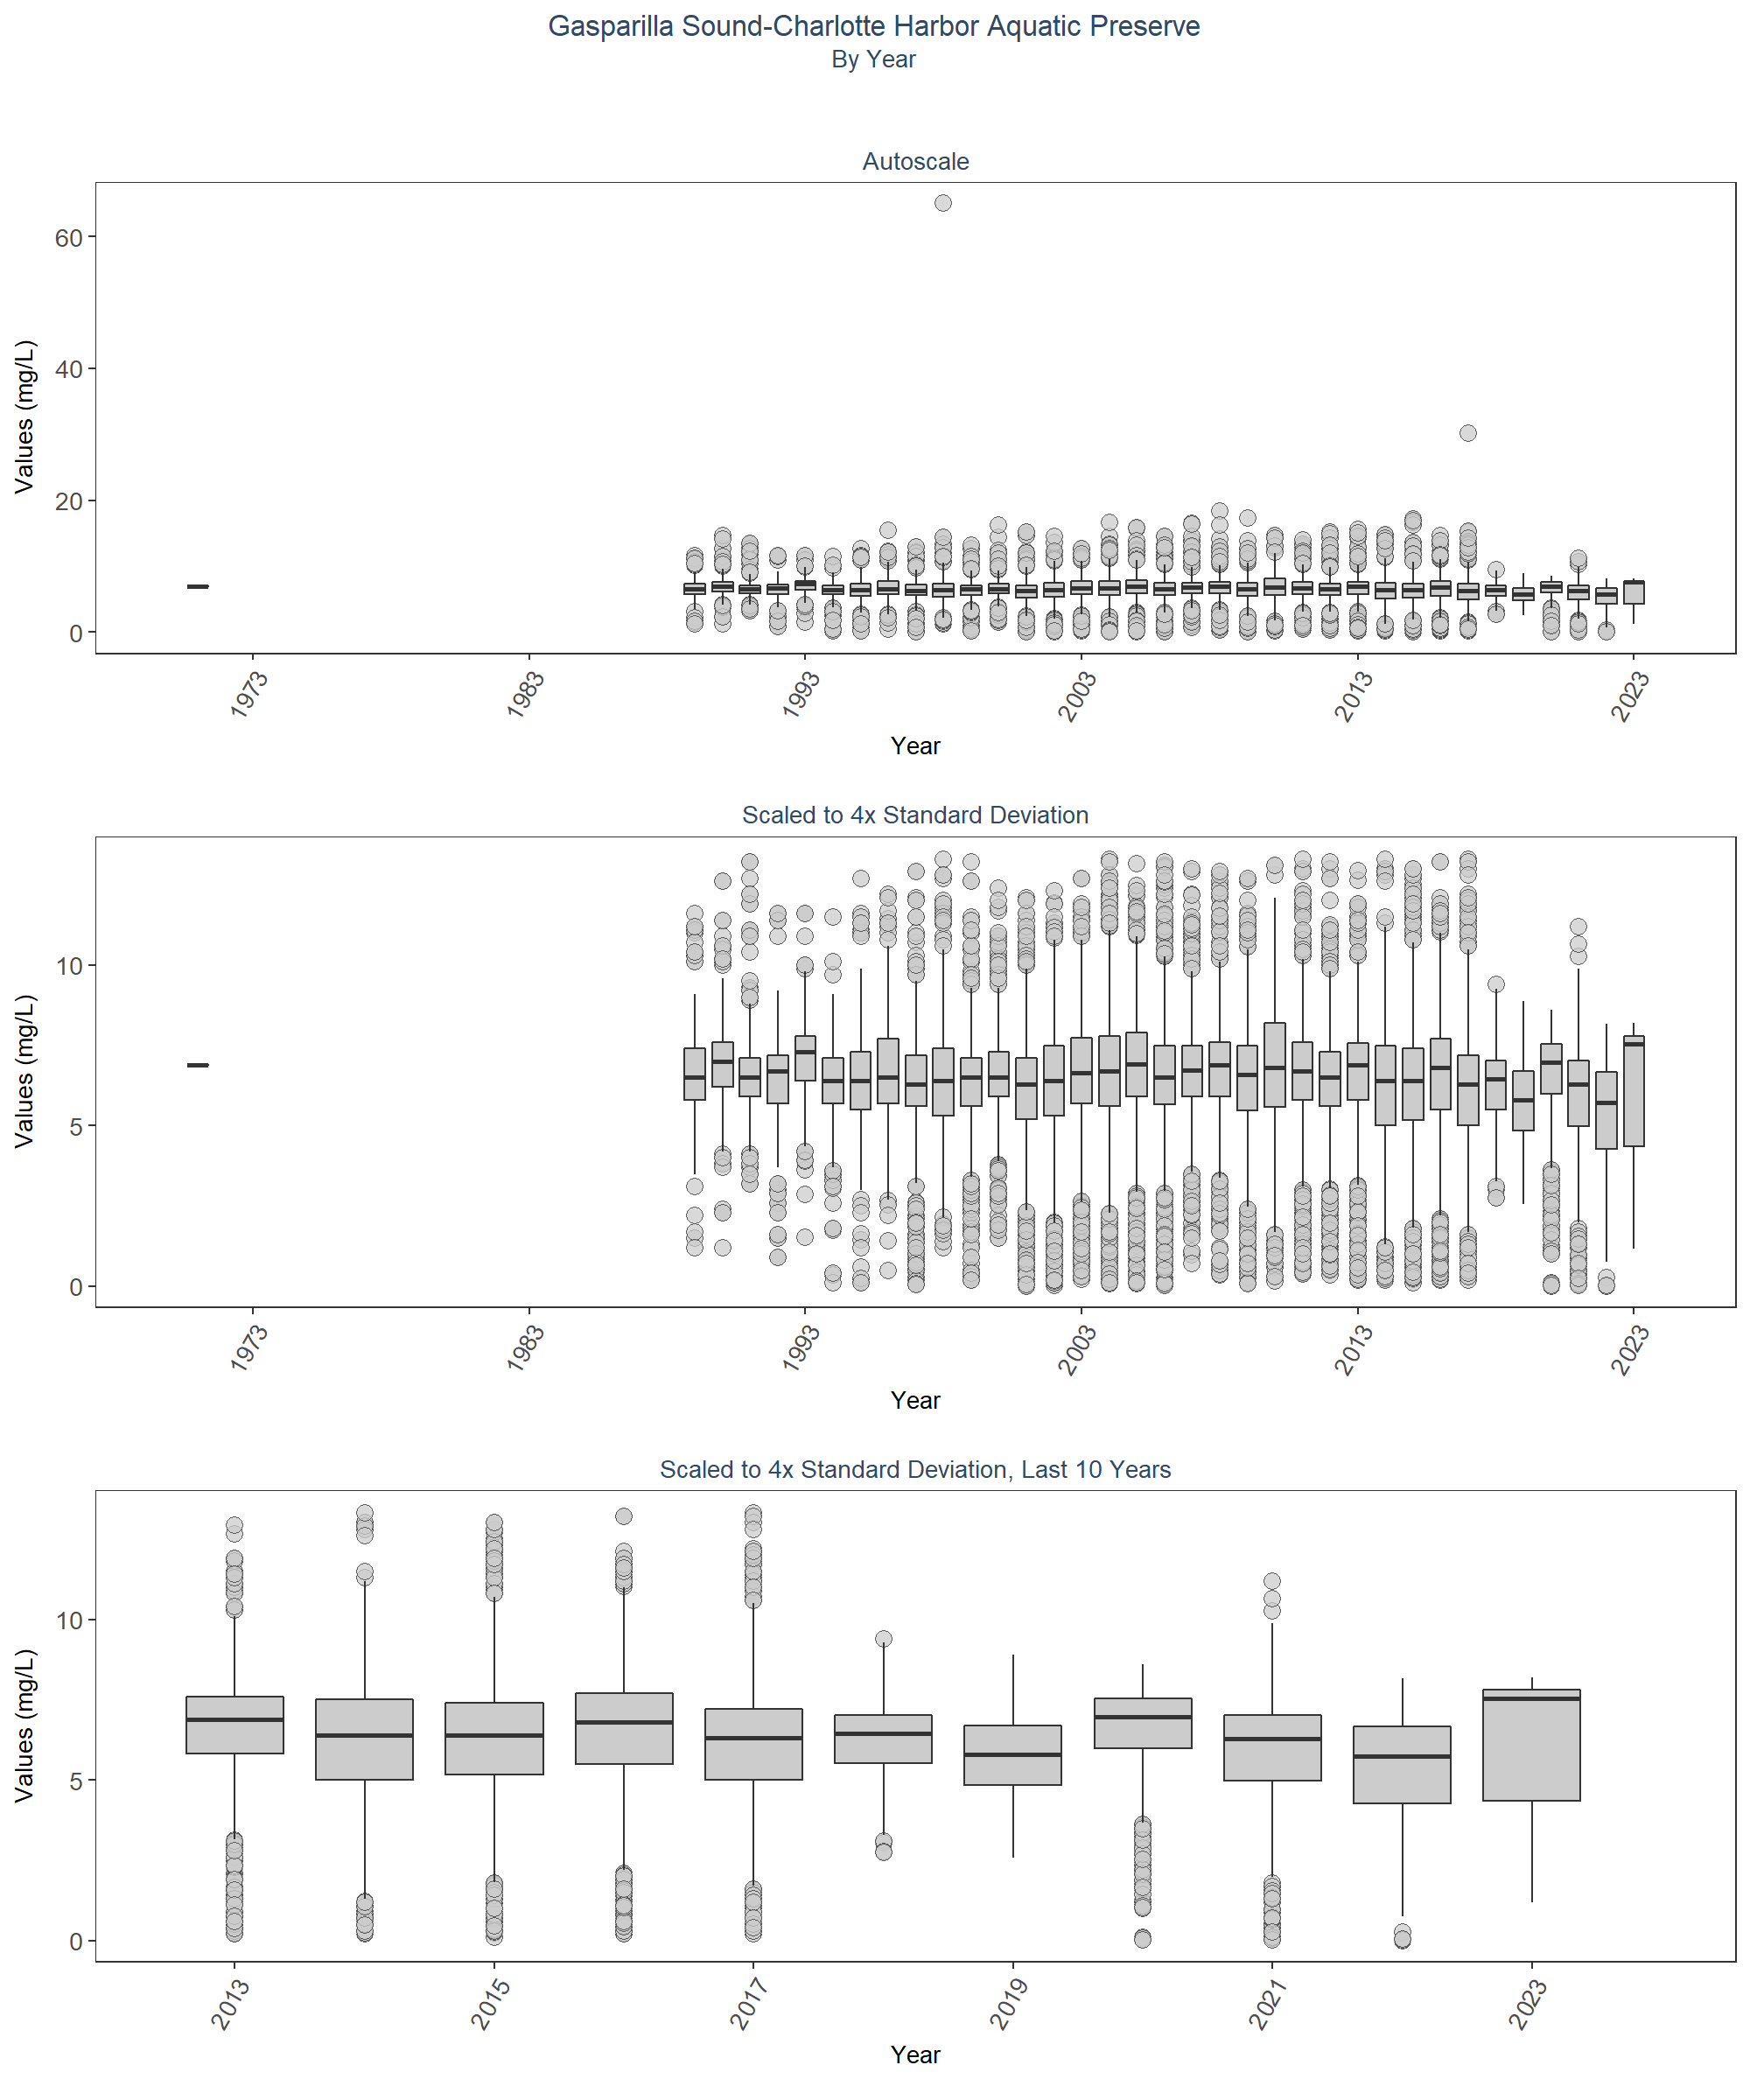 Gasparilla Sound-Charlotte Harbor Aquatic Preserve
By Year
Autoscale
Values (mg/L)
60
40
20
0
1973
1983
1993
2003
2013
2023
Year
Scaled to 4x Standard Deviation
Values (mg/L)
10
5
0
1973
1983
1993
2003
2013
2023
Year
Scaled to 4x Standard Deviation, Last 10 Years
Values (mg/L)
10
5
0
2013
2015
2017
2019
2021
2023
Year